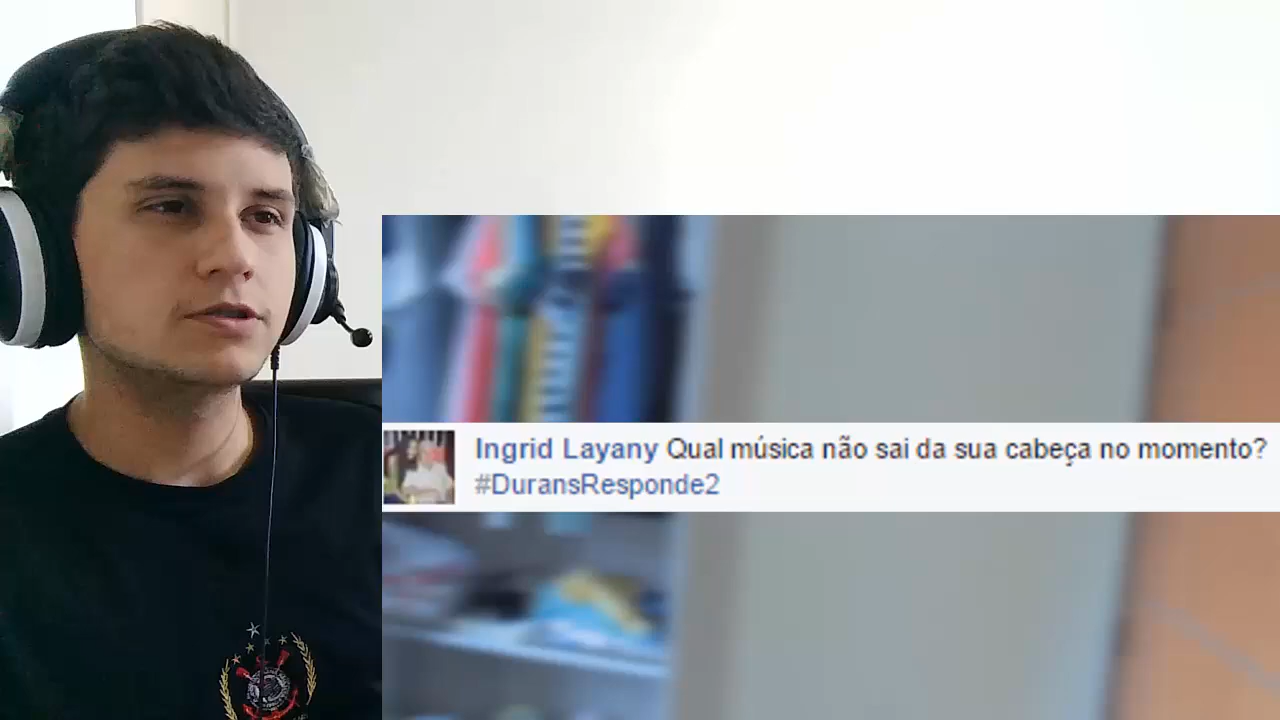 Ingrid Layany Qual música não sai da sua cabeça no momento?
#DuransResponde2